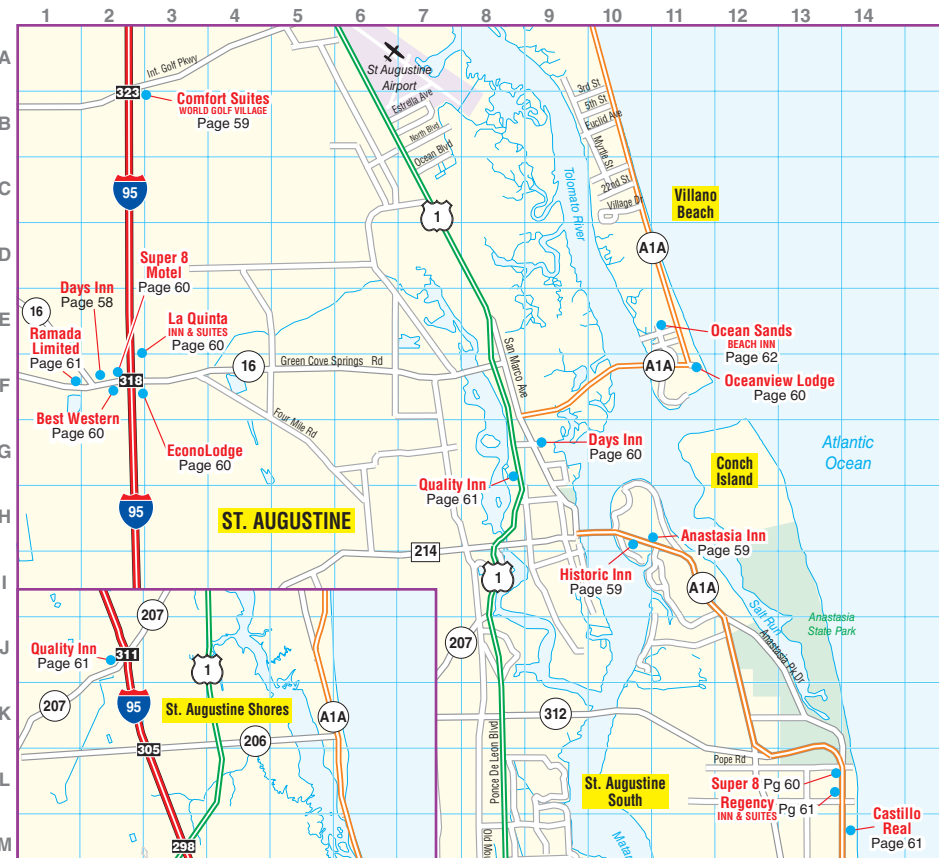 1 2 3 4 5 6 7 8 9 10 11 12 13 14
A
B
C
D
E
F
G
H
I
J
K
L
M
Int. Golf Pkwy
323
Comfort Suites
WORLD GOLF VILLAGE
Page 59
St Augustine
Airport
Estrella Ave
North Blvd
Ocean Blvd
3rd St
5th St
Euclid Ave
Myrtle St
22nd St
Village Dr
Tolomato River
Villano
Beach
95
1
A1A
Super 8
Motel
Page 60
Days Inn
Page 58
16
Ramada
Limited
Page 61
La Quinta
INN & SUITES
Page 60
318
16
Green Cove Springs Rd
San Marco Ave
Ocean Sands
BEACH INN
Page 62
A1A
Oceanview Lodge
Page 60
Best Western
Page 60
EconoLodge
Page 60
Four Mile Rd
Days Inn
Page 60
Quality Inn
Page 61
Conch
Island
Atlantic
Ocean
95
ST. AUGUSTINE
214
1
Anastasia Inn
Page 59
Historic Inn
Page 59
A1A
Salt Run
Anastasia
State Park
Anastasia Pk Dr
207
Quality Inn
Page 61
311
1
207
207
95
St. Augustine Shores
A1A
206
305
298
312
Ponce De Leon Blvd
Old Mo
St. Augustine
South
Matan
Pope Rd
Super 8 Pg 60
Regency
INN & SUITES
Pg 61
Castillo
Real
Page 61